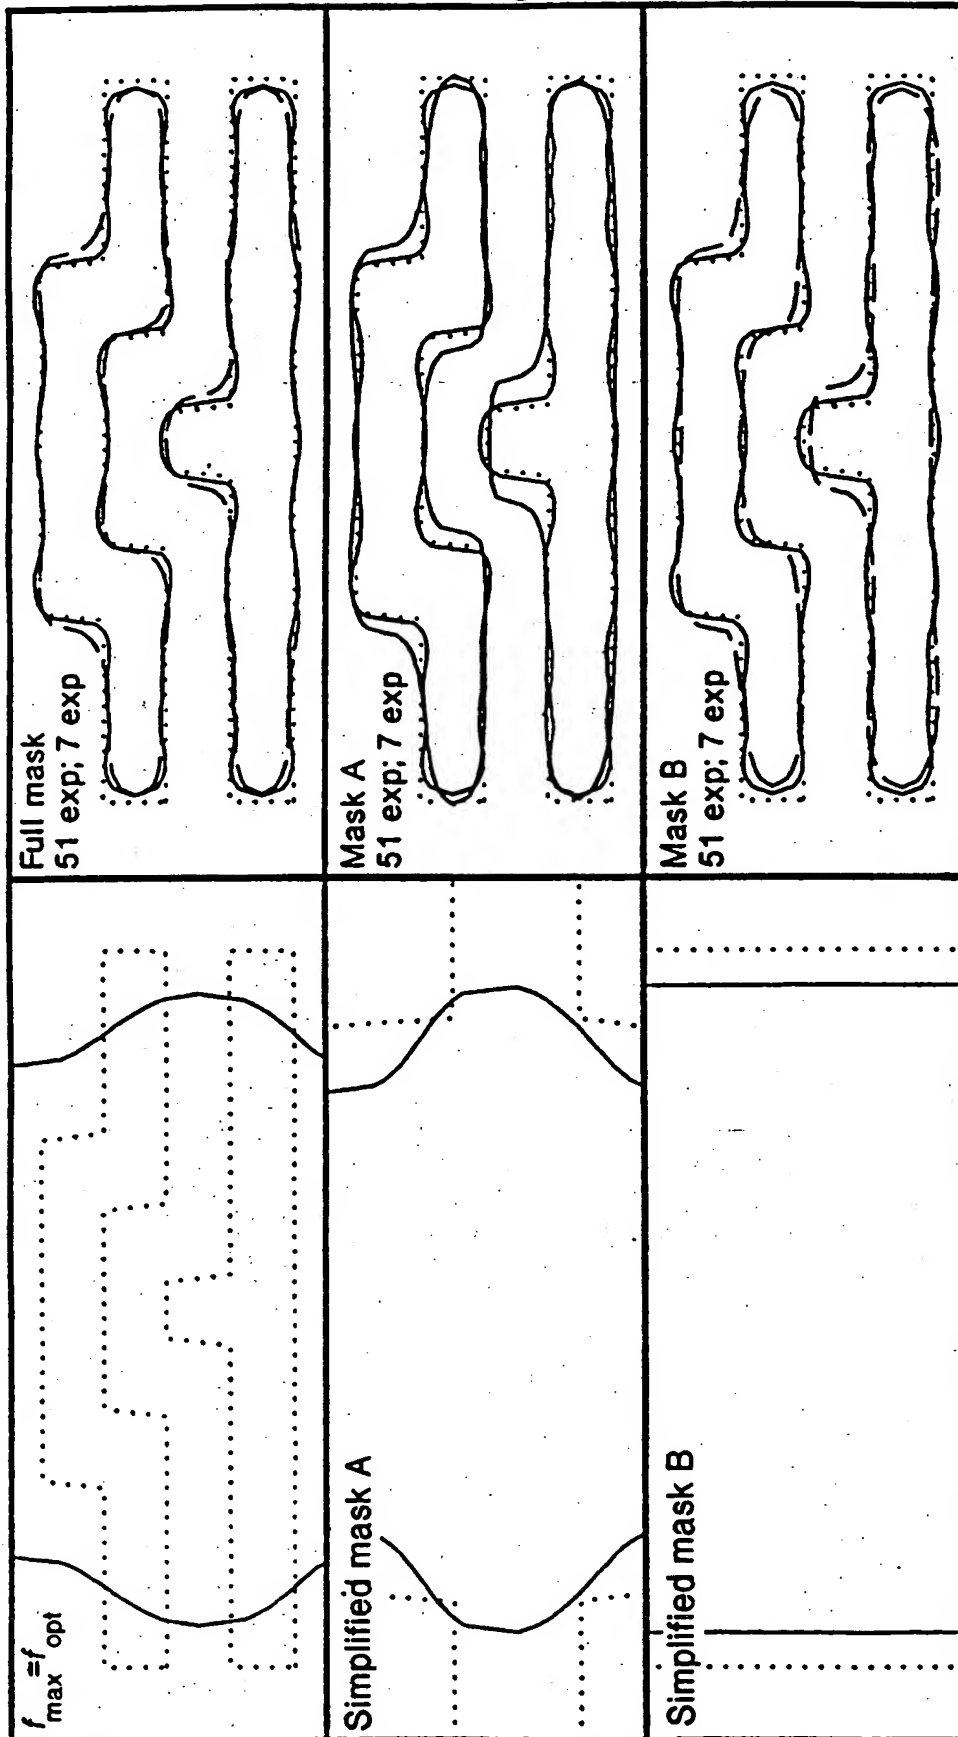 f_max=f_opt
Full mask
51 exp; 7 exp
Simplified mask A
Mask A
51 exp; 7 exp
Simplified mask B
Mask B
51 exp; 7 exp